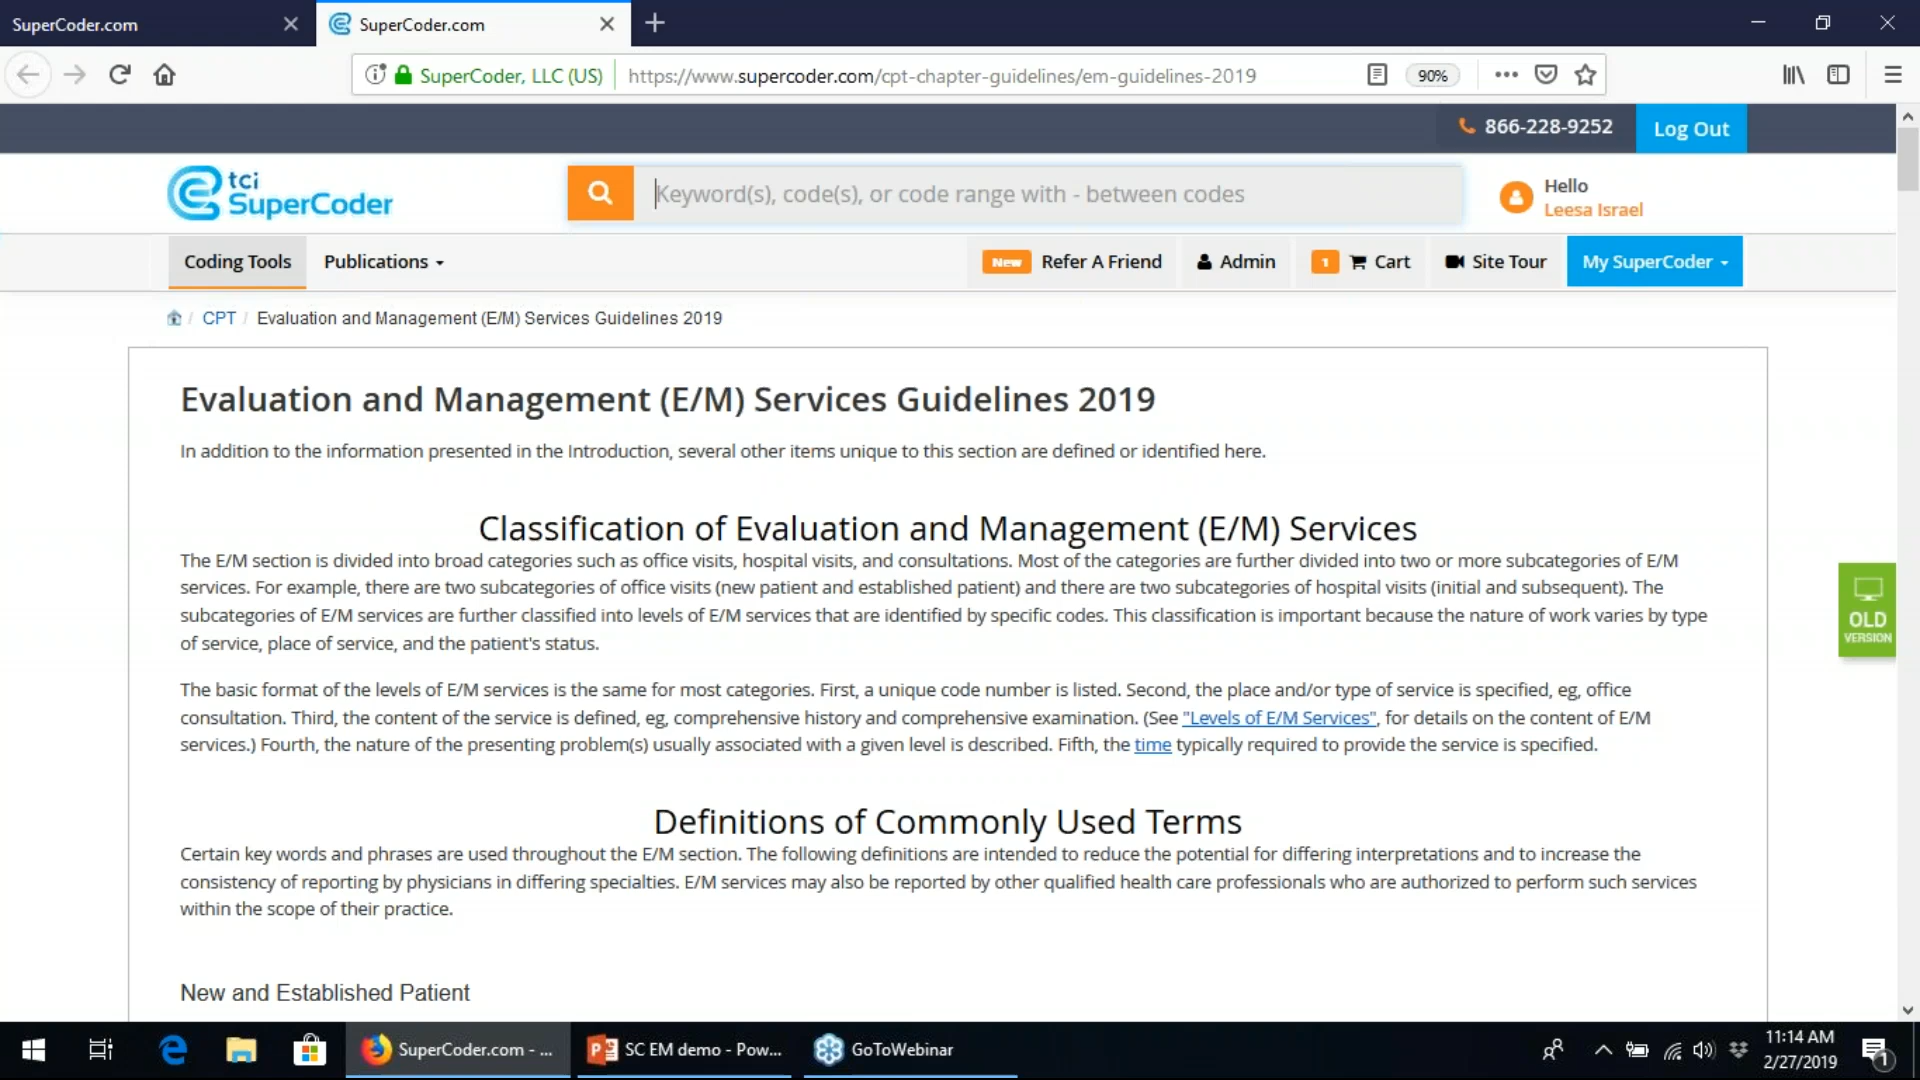 SuperCoder.com
SuperCoder.com
SuperCoder, LLC (US)
https://www.supercoder.com/cpt-chapter-guidelines/em-guidelines-2019
90%
866-228-9252
Log Out
tci
SuperCoder
Keyword(s), code(s), or code range with - between codes
Hello
Leesa Israel
Coding Tools
Publications
New
Refer A Friend
Admin
1
Cart
Site Tour
My SuperCoder
/ CPT / Evaluation and Management (E/M) Services Guidelines 2019
Evaluation and Management (E/M) Services Guidelines 2019
In addition to the information presented in the Introduction, several other items unique to this section are defined or identified here.
Classification of Evaluation and Management (E/M) Services
The E/M section is divided into broad categories such as office visits, hospital visits, and consultations. Most of the categories are further divided into two or more subcategories of E/M
services. For example, there are two subcategories of office visits (new patient and established patient) and there are two subcategories of hospital visits (initial and subsequent). The
subcategories of E/M services are further classified into levels of E/M services that are identified by specific codes. This classification is important because the nature of work varies by type
of service, place of service, and the patient's status.
The basic format of the levels of E/M services is the same for most categories. First, a unique code number is listed. Second, the place and/or type of service is specified, eg, office
consultation. Third, the content of the service is defined, eg, comprehensive history and comprehensive examination. (See "Levels of E/M Services", for details on the content of E/M
services.) Fourth, the nature of the presenting problem(s) usually associated with a given level is described. Fifth, the time typically required to provide the service is specified.
OLD
VERSION
Definitions of Commonly Used Terms
Certain key words and phrases are used throughout the E/M section. The following definitions are intended to reduce the potential for differing interpretations and to increase the
consistency of reporting by physicians in differing specialties. E/M services may also be reported by other qualified health care professionals who are authorized to perform such services
within the scope of their practice.
New and Established Patient
SuperCoder.com - ...
SC EM demo - Pow...
GoToWebinar
11:14 AM
2/27/2019
1